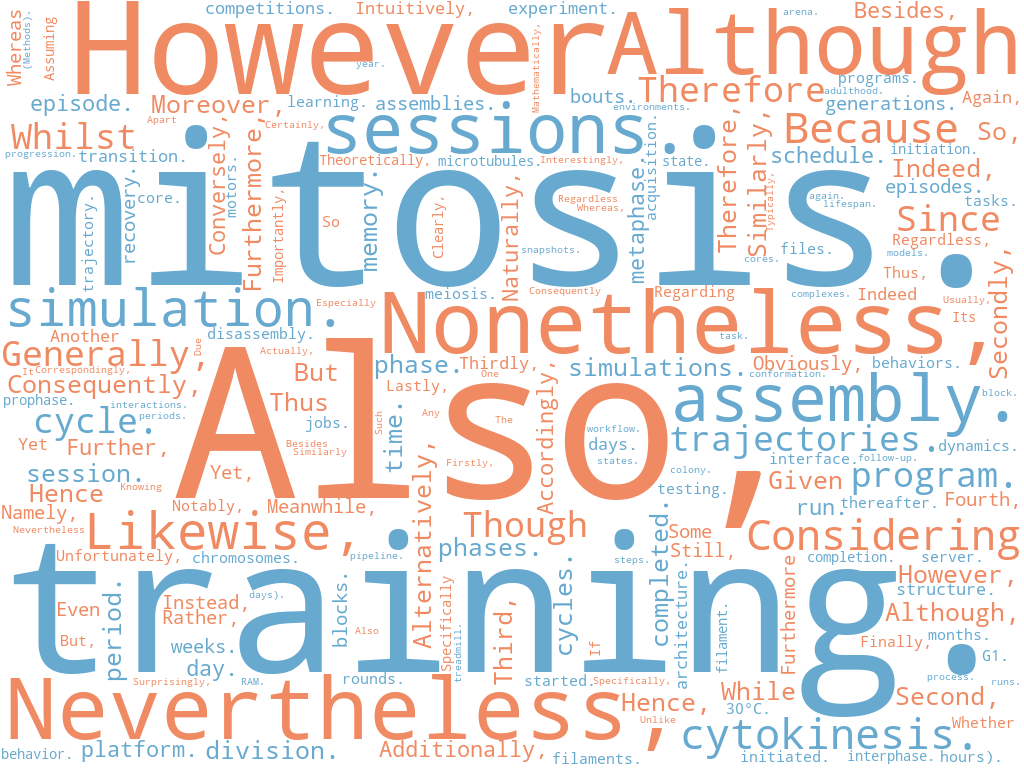 competitions. Intuitively, experiment. Besides, arena.
Whereas (Methods). Assuming However Although
year. Mathematically,
episode. Moreover, learning. assemblies. bouts. Therefore programs. adulthood. generations. Again,
Apart Certainly, environments.
Whilst sessions. Because So,
progression. transition. Theoretically, microtubules. Interestingly, state. schedule. initiation.
Conversely, motors. Furthermore, acquisition. Therefore, Similarly, typically, Indeed, episodes. tasks.
mitosis.
trajectory. recovery. core. Importantly, So memory. Clearly, Naturally, Regardless Whereas, metaphase. again. lifespan. Since
snapshots. files. cores. Regardless, models.
Thus, Secondly,
simulation. Especially meiosis. Consequently Regarding complexes. Indeed Usually, Its
Another disassembly. Nonetheless, task.
Generally, Due Actually, phase. Thirdly, simulations. Obviously, behaviors.
It Correspondingly, But One conformation.
Consequently, Lastly, Accordingly, assembly. block.
prophase. interactions. periods. Thus Also, Such Any The
cycle. jobs. time. workflow. trajectories. dynamics.
Yet Further, Besides Similarly days. states. interface. follow-up.
session. Yet, Firstly, colony. testing. Given program.
Hence Knowing
Namely, Notably, Meanwhile, Alternatively, run. thereafter. Fourth,
Nevertheless Likewise, Though completed. Some Still, Considering
Unfortunately, chromosomes. pipeline. phases. steps. completion. server.
training.
period. Even Instead, days). blocks. Specifically cycles. architecture. filament. Furthermore However, structure.
But, Rather, Also treadmill. Third, If Although,
weeks. Finally, months.
day. G1.
Surprisingly, RAM. rounds. started. Specifically, process. runs.
Nevertheless, Hence, While 30°C. Second,
Unlike Whether
cytokinesis.
behavior. platform. division. Additionally, filaments. initiated. interphase. hours).